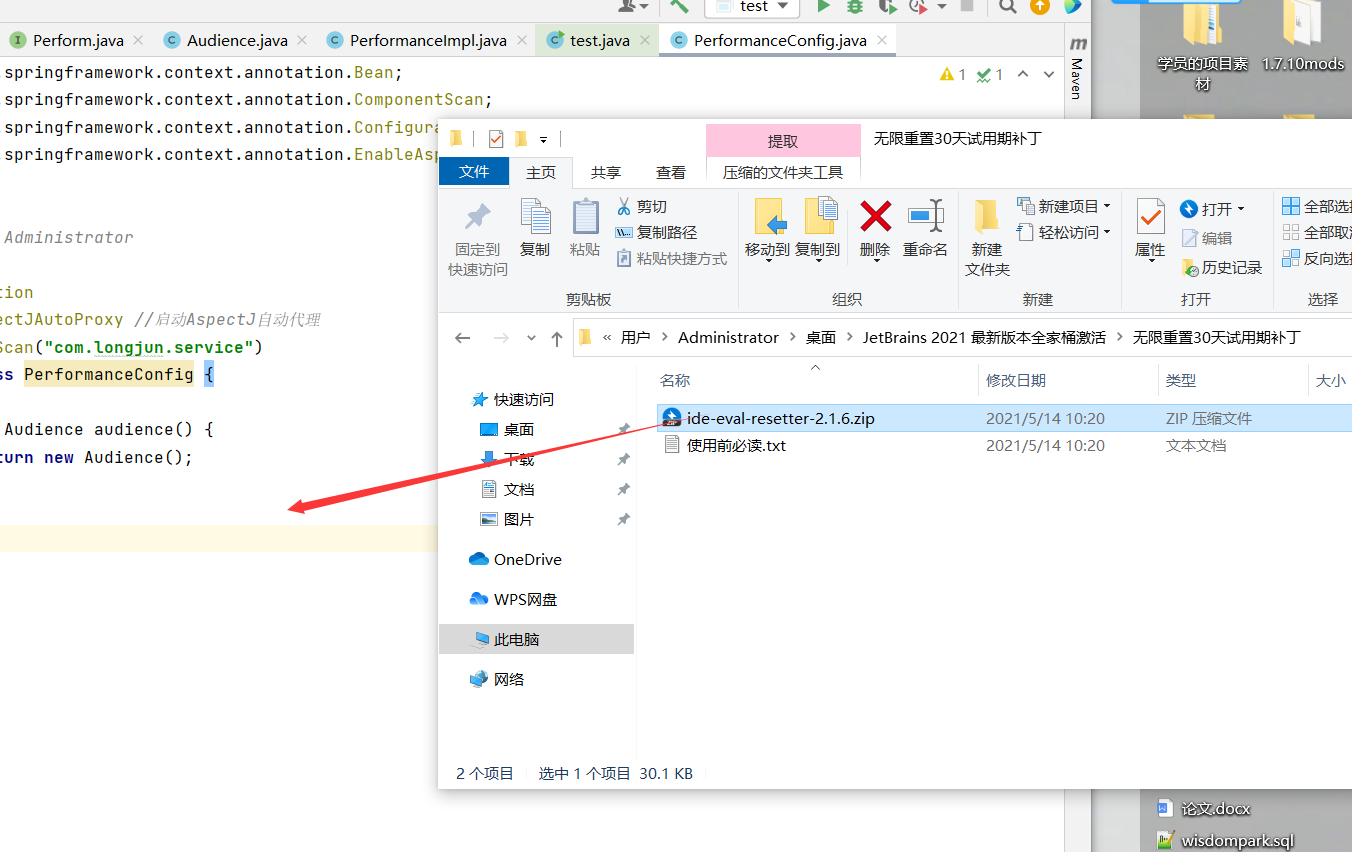 test
Perform.java
Audience.java
PerformanceImpl.java
test.java
PerformanceConfig.java
m
Maven
学员的项目素材
1.7.10mods
.springframework.context.annotation.Bean;
1 1
.springframework.context.annotation.ComponentScan;
.springframework.context.annotation.Configura
.springframework.context.annotation.EnableAsp
Administrator
tion
ectJAutoProxy //启动AspectJ自动代理
Scan("com.longjun.service")
ss PerformanceConfig {
Audience audience() {
turn new Audience();
提取
无限重置30天试用期补丁
文件
主页
共享
查看
压缩的文件夹工具
固定到快速访问
复制
粘贴
剪切
复制路径
粘贴快捷方式
剪贴板
移动到
复制到
删除
重命名
组织
新建文件夹
新建项目
轻松访问
新建
属性
打开
编辑
历史记录
打开
全部选
全部取
反向选
选择
« 用户 > Administrator > 桌面 > JetBrains 2021 最新版本全家桶激活 > 无限重置30天试用期补丁
名称
修改日期
类型
大小
ide-eval-resetter-2.1.6.zip
2021/5/14 10:20
ZIP 压缩文件
使用前必读.txt
2021/5/14 10:20
文本文档
快速访问
桌面
下载
文档
图片
OneDrive
WPS网盘
此电脑
网络
2 个项目
选中 1 个项目 30.1 KB
论文.docx
wisdompark.sql